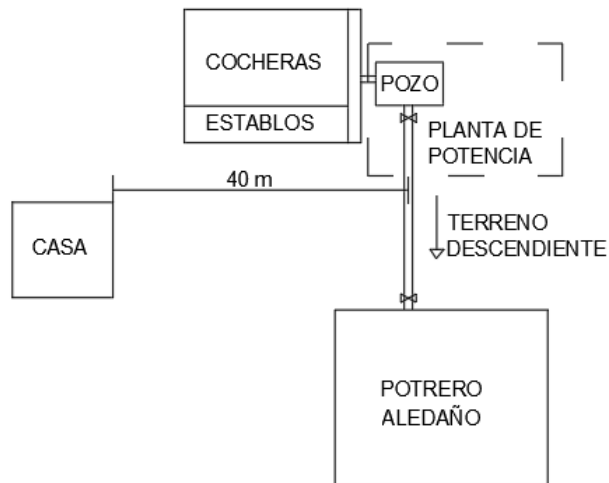 COCHERAS
POZO
ESTABLOS
PLANTA DE
POTENCIA
40 m
CASA
TERRENO
DESCENDIENTE
POTRERO
ALEDAÑO